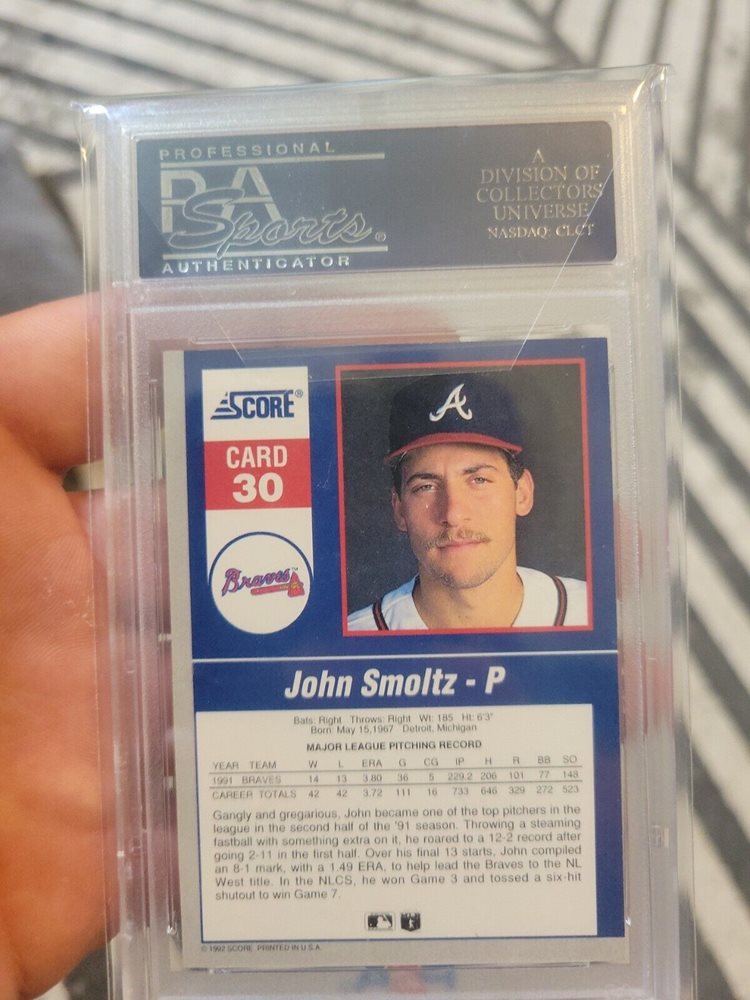 PROFESSIONAL
PSA
Sports®
AUTHENTICATOR
A
DIVISION OF
COLLECTORS
UNIVERSE
NASDAQ: CLCT
SCORE®
CARD
30
Braves™
A
John Smoltz - P
Bats: Right Throws: Right Wt: 185 Ht: 6'3"
Born: May 15,1967 Detroit, Michigan
MAJOR LEAGUE PITCHING RECORD
YEAR TEAM W L ERA G CG IP H R BB SO
1991 BRAVES 14 13 3.80 36 5 229.2 206 101 77 148
CAREER TOTALS 42 42 3.72 111 16 733 646 329 272 523
Gangly and gregarious, John became one of the top pitchers in the
league in the second half of the '91 season. Throwing a steaming
fastball with something extra on it, he roared to a 12-2 record after
going 2-11 in the first half. Over his final 13 starts, John compiled
an 8-1 mark, with a 1.49 ERA, to help lead the Braves to the NL
West title. In the NLCS, he won Game 3 and tossed a six-hit
shutout to win Game 7.
© 1992 SCORE PRINTED IN U.S.A.